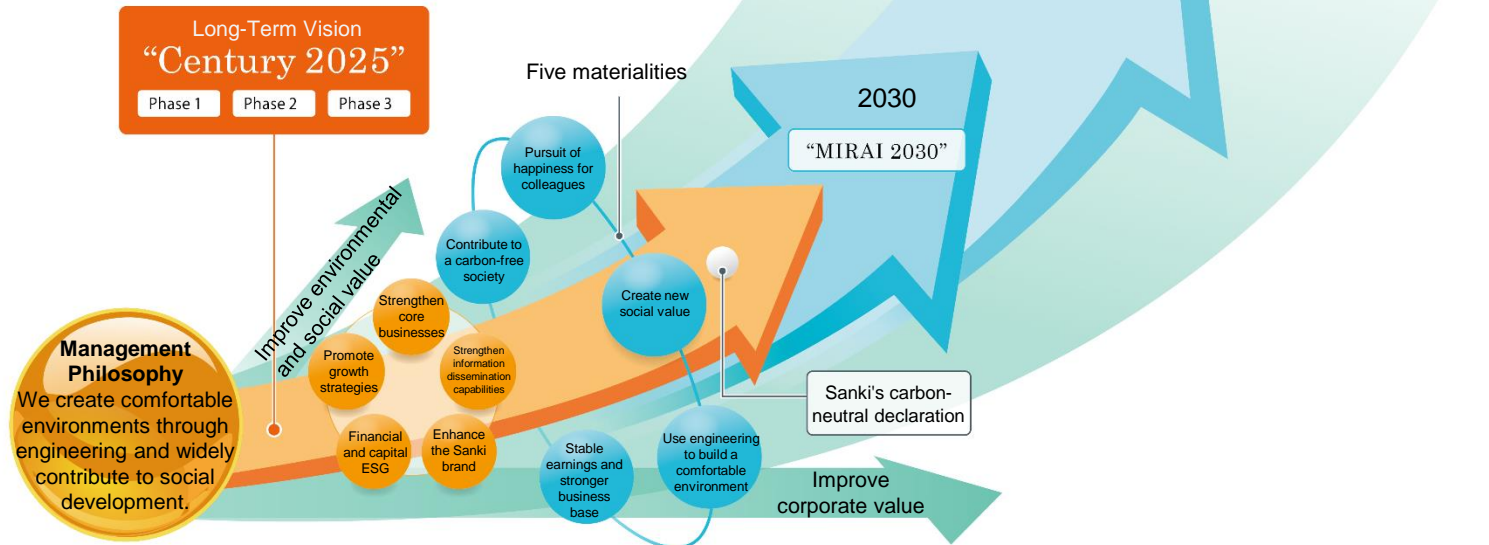 Long-Term Vision
“Century 2025”
Phase 1
Phase 2
Phase 3
Five materialities
2030
“MIRAI 2030”
Pursuit of
happiness for
colleagues
Contribute to
a carbon-free
society
Create new
social value
Improve environmental
and social value
Strengthen
core
businesses
Promote
growth
strategies
Strengthen
information
dissemination
capabilities
Financial
and capital
ESG
Enhance
the Sanki
brand
Management
Philosophy
We create comfortable
environments through
engineering and widely
contribute to social
development.
Sanki's carbon-
neutral declaration
Stable
earnings and
stronger
business
base
Use engineering
to build a
comfortable
environment
Improve
corporate value